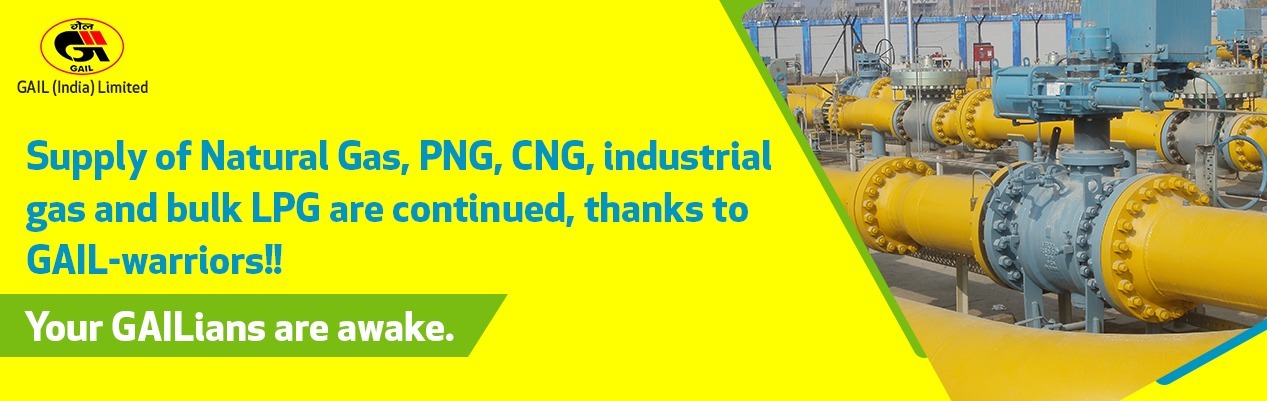 गेल
GAIL
GAIL (India) Limited
Supply of Natural Gas, PNG, CNG, industrial
gas and bulk LPG are continued, thanks to
GAIL-warriors!!
Your GAILians are awake.